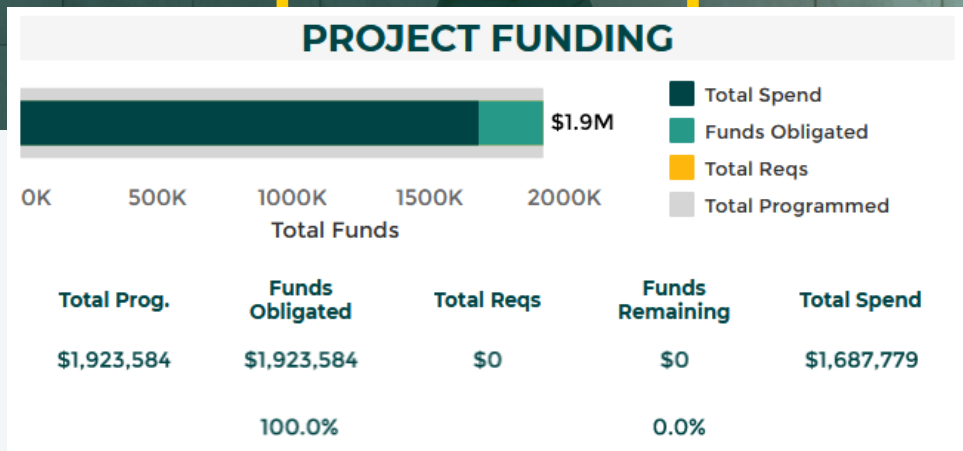 PROJECT FUNDING
$1.9M
Total Spend
Funds Obligated
Total Reqs
Total Programmed
0K 500K 1000K 1500K 2000K
Total Funds
Total Prog. Funds Obligated Total Reqs Funds Remaining Total Spend
$1,923,584 $1,923,584 $0 $0 $1,687,779
100.0% 0.0%